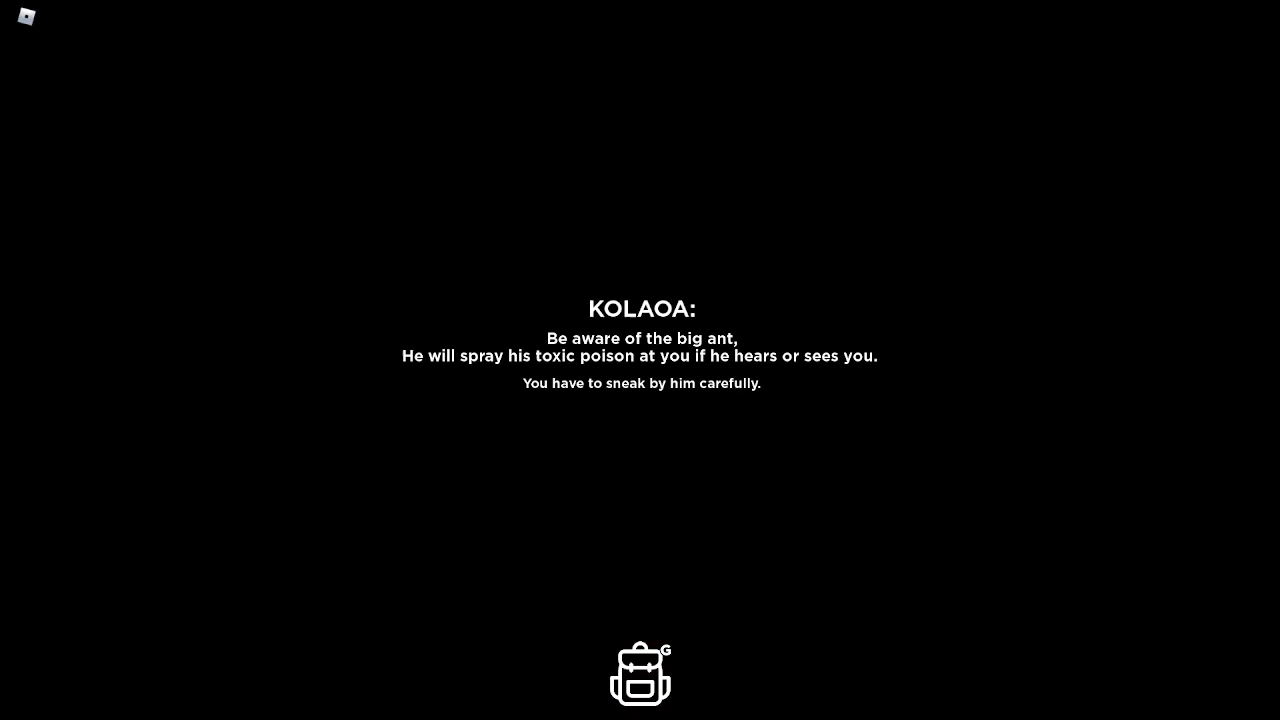 KOLAOA:
Be aware of the big ant,
He will spray his toxic poison at you if he hears or sees you.
You have to sneak by him carefully.
G